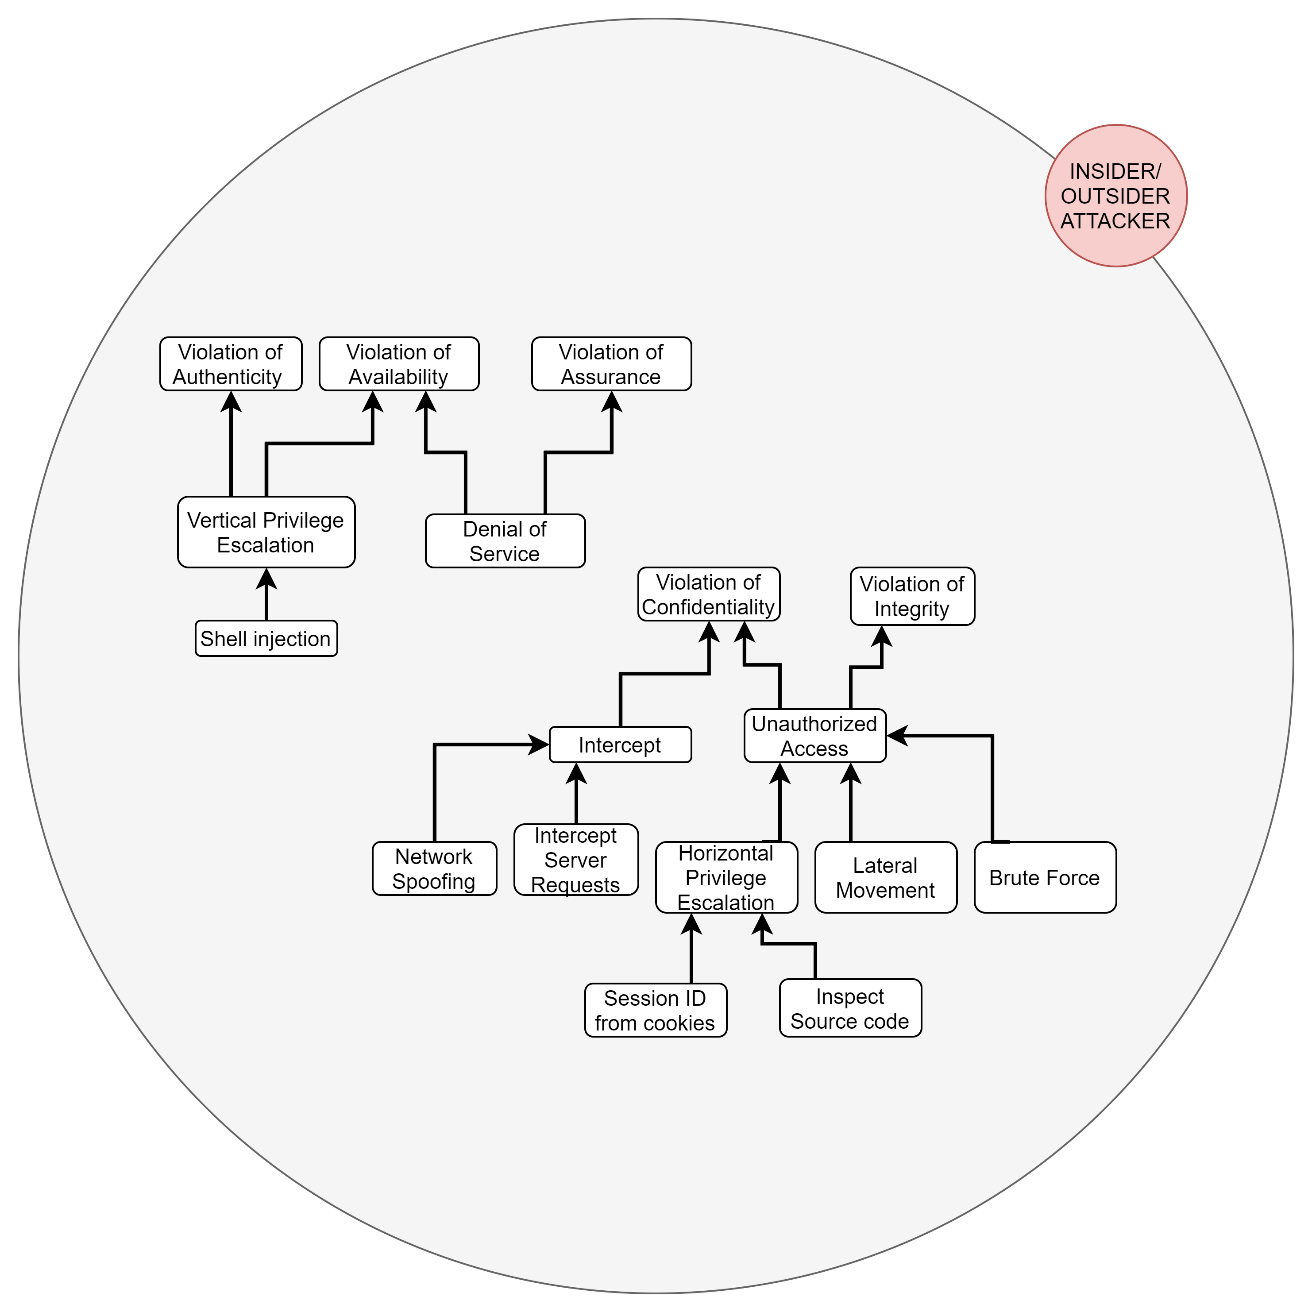 INSIDER/
OUTSIDER
ATTACKER
Violation of
Authenticity
Violation of
Availability
Violation of
Assurance
Vertical Privilege
Escalation
Denial of
Service
Shell injection
Violation of
Confidentiality
Violation of
Integrity
Intercept
Unauthorized
Access
Network
Spoofing
Intercept
Server
Requests
Horizontal
Privilege
Escalation
Lateral
Movement
Brute Force
Session ID
from cookies
Inspect
Source code